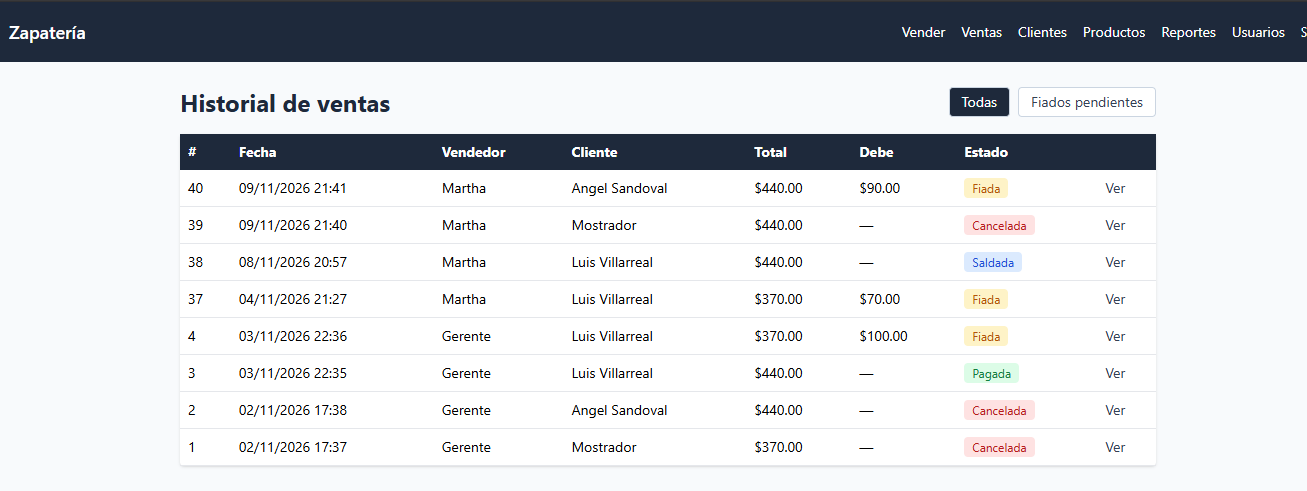 Zapatería Vender Ventas Clientes Productos Reportes Usuarios S
Historial de ventas Todas Fiados pendientes
# Fecha Vendedor Cliente Total Debe Estado
40 09/11/2026 21:41 Martha Angel Sandoval $440.00 $90.00 Fiada Ver
39 09/11/2026 21:40 Martha Mostrador $440.00 — Cancelada Ver
38 08/11/2026 20:57 Martha Luis Villarreal $440.00 — Saldada Ver
37 04/11/2026 21:27 Martha Luis Villarreal $370.00 $70.00 Fiada Ver
4 03/11/2026 22:36 Gerente Luis Villarreal $370.00 $100.00 Fiada Ver
3 03/11/2026 22:35 Gerente Luis Villarreal $440.00 — Pagada Ver
2 02/11/2026 17:38 Gerente Angel Sandoval $440.00 — Cancelada Ver
1 02/11/2026 17:37 Gerente Mostrador $370.00 — Cancelada Ver